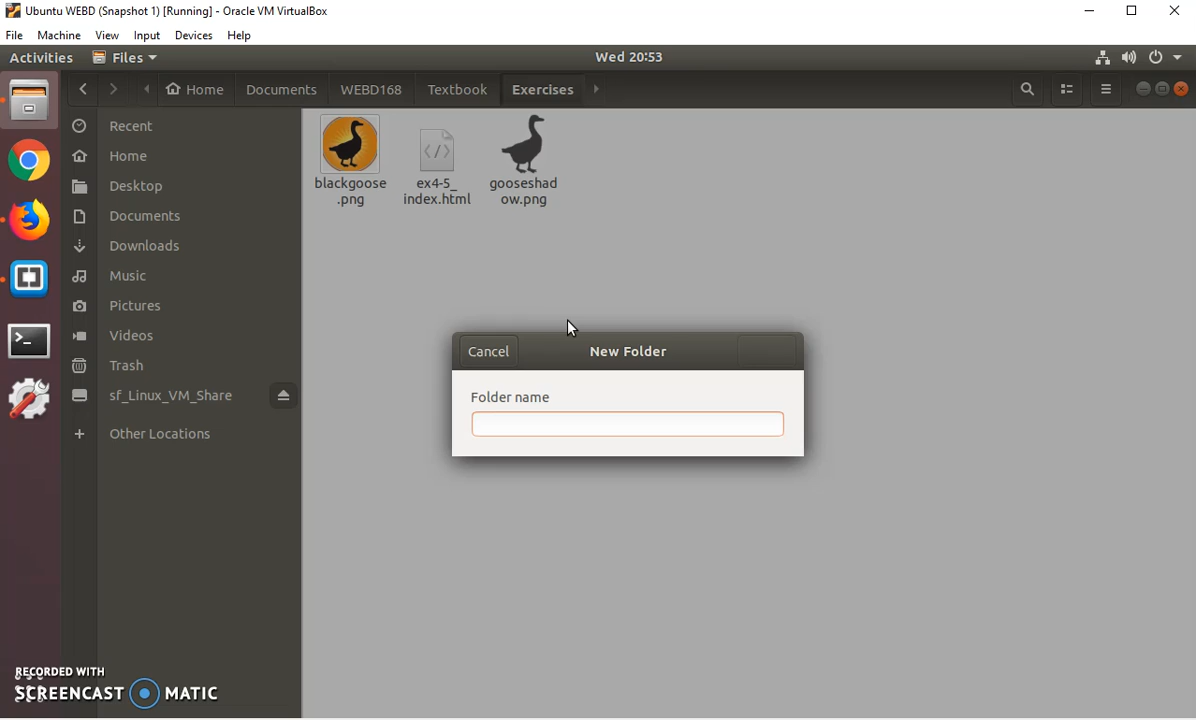 Ubuntu WEBD (Snapshot 1) [Running] - Oracle VM VirtualBox
File Machine View Input Devices Help
Activities Files Wed 20:53
Home Documents WEBD168 Textbook Exercises
Recent
Home
Desktop
Documents
Downloads
Music
Pictures
Videos
Trash
sf_Linux_VM_Share
Other Locations
blackgoose
.png
ex4-5_
index.html
gooseshad
ow.png
Cancel New Folder
Folder name
RECORDED WITH
SCREENCAST MATIC